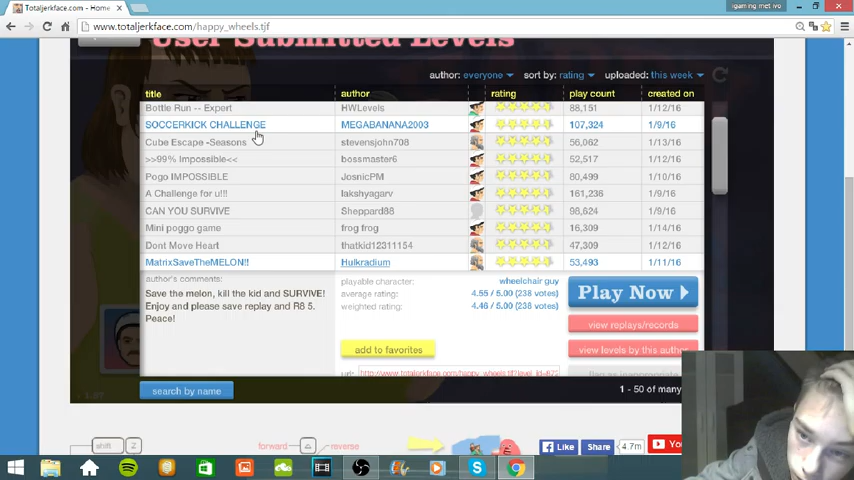 Totaljerkface.com - Home
igaming met ivo
www.totaljerkface.com/happy_wheels.tjf
User Submitted Levels
author: everyone sort by: rating uploaded: this week
title author rating play count created on
Bottle Run -- Expert HWLevels 88,151 1/12/16
SOCCERKICK CHALLENGE MEGABANANA2003 107,324 1/9/16
Cube Escape -Seasons stevensjohn708 56,062 1/13/16
>>99% Impossible<< bossmaster6 52,517 1/12/16
Pogo IMPOSSIBLE JosnicPM 80,499 1/10/16
A Challenge for u!!! lakshyagarv 161,236 1/9/16
CAN YOU SURVIVE Sheppard88 98,624 1/9/16
Mini poggo game frog frog 16,309 1/14/16
Dont Move Heart thatkid12311154 47,309 1/12/16
MatrixSaveTheMELON!! Hulkradium 53,493 1/11/16
author's comments:
Save the melon, kill the kid and SURVIVE!
Enjoy and please save replay and R8 5.
Peace!
playable character: wheelchair guy
average rating: 4.55 / 5.00 (238 votes)
weighted rating: 4.46 / 5.00 (238 votes)
Play Now
view replays/records
add to favorites
view levels by this author
url:
flag as inappropriate
search by name
1 - 50 of many
shift Z
forward reverse
Like Share 4.7m You